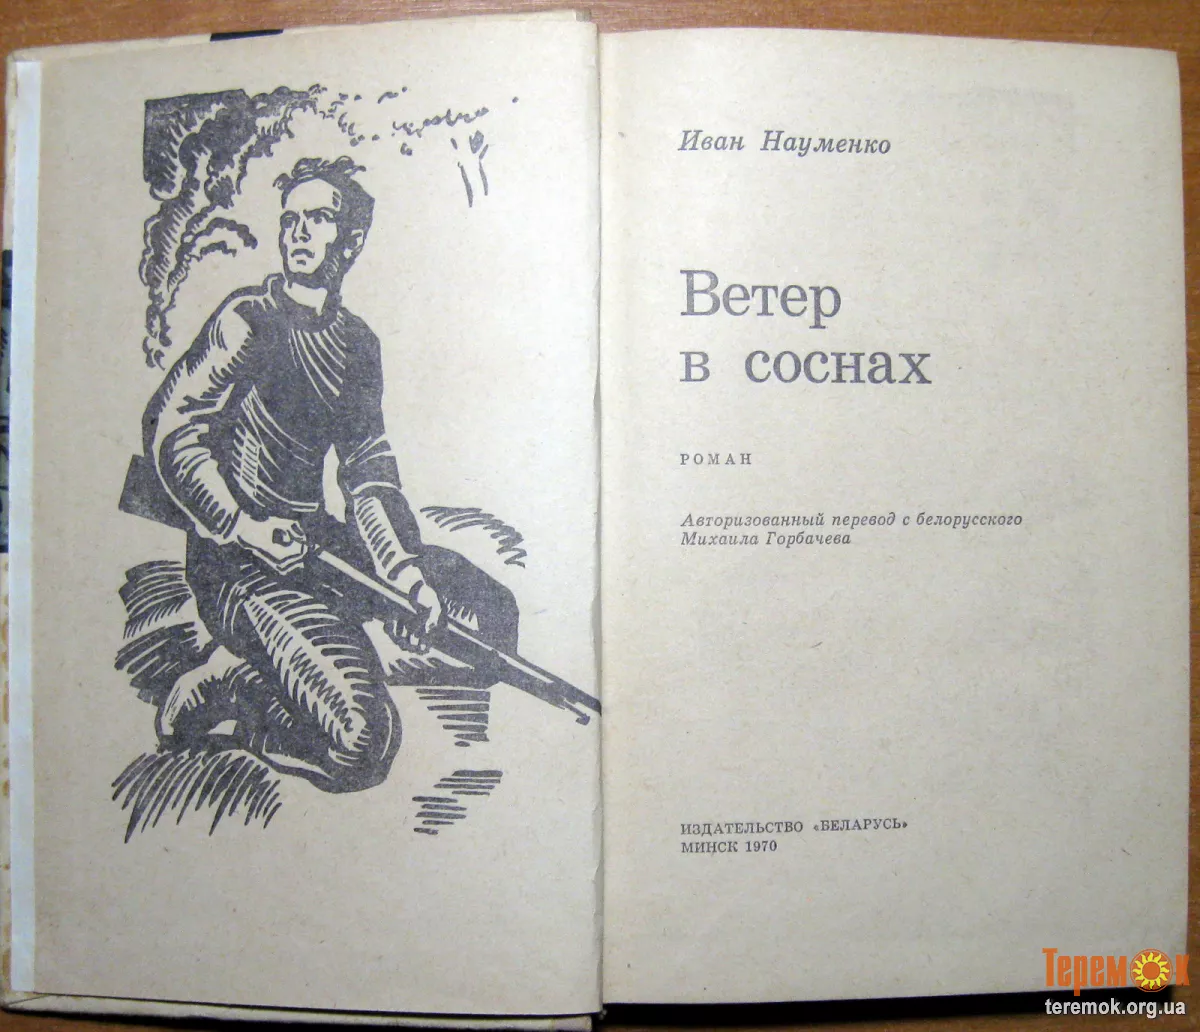 Иван Науменко
Ветер
в соснах
РОМАН
Авторизованный перевод с белорусского
Михаила Горбачева
ИЗДАТЕЛЬСТВО «БЕЛАРУСЬ»
МИНСК 1970
Теремок
teremok.org.ua